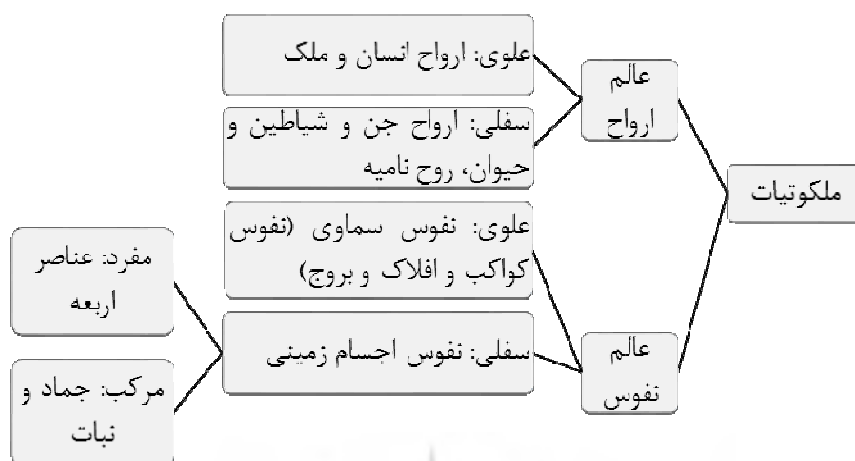 ملکوتیات
عالم
ارواح
علوی: ارواح انسان و ملک
سفلی: ارواح جن و شیاطین و
حیوان، روح نامیه
عالم
نفوس
علوی: نفوس سماوی (نفوس
کواکب و افلاک و بروج)
سفلی: نفوس اجسام زمینی
مفرد: عناصر
اربعه
مرکب: جماد و
نبات